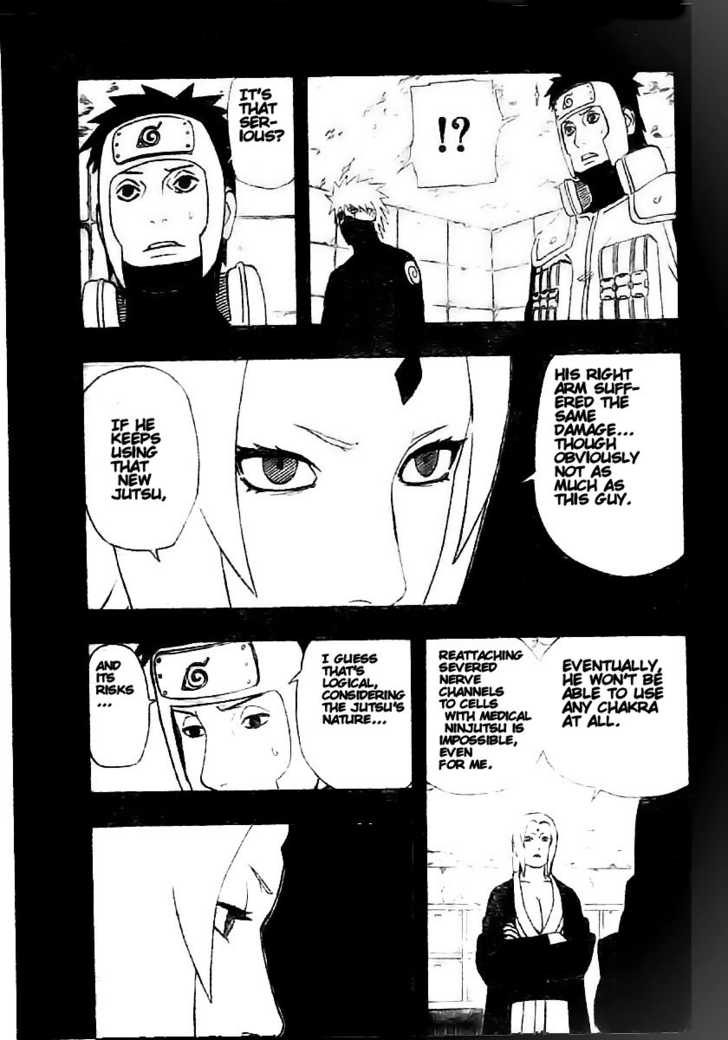 !?
IT'S
THAT
SER-
IOUS?
HIS RIGHT
ARM SUFF-
ERED THE
SAME
DAMAGE...
THOUGH
OBVIOUSLY
NOT AS
MUCH AS
THIS GUY.
IF HE
KEEPS
USING
THAT
NEW
JUTSU,
EVENTUALLY,
HE WON'T BE
ABLE TO USE
ANY CHAKRA
AT ALL.
REATTACHING
SEVERED
NERVE
CHANNELS
TO CELLS
WITH MEDICAL
NINJUTSU IS
IMPOSSIBLE,
EVEN
FOR ME.
I GUESS
THAT'S
LOGICAL,
CONSIDERING
THE JUTSU'S
NATURE...
AND
ITS
RISKS
...